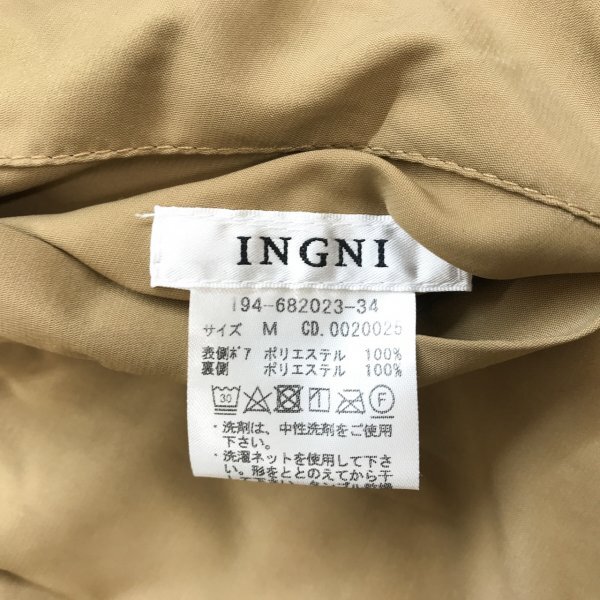 INGNI
194-682023-34
サイズ M CD.0020025
表側ﾎﾞｱ ポリエステル 100%
裏側 ポリエステル 100%
30 F
・洗剤は、中性洗剤をご使用
下さい。
・洗濯ネットを使用して下さ
い。形をととのえてから干